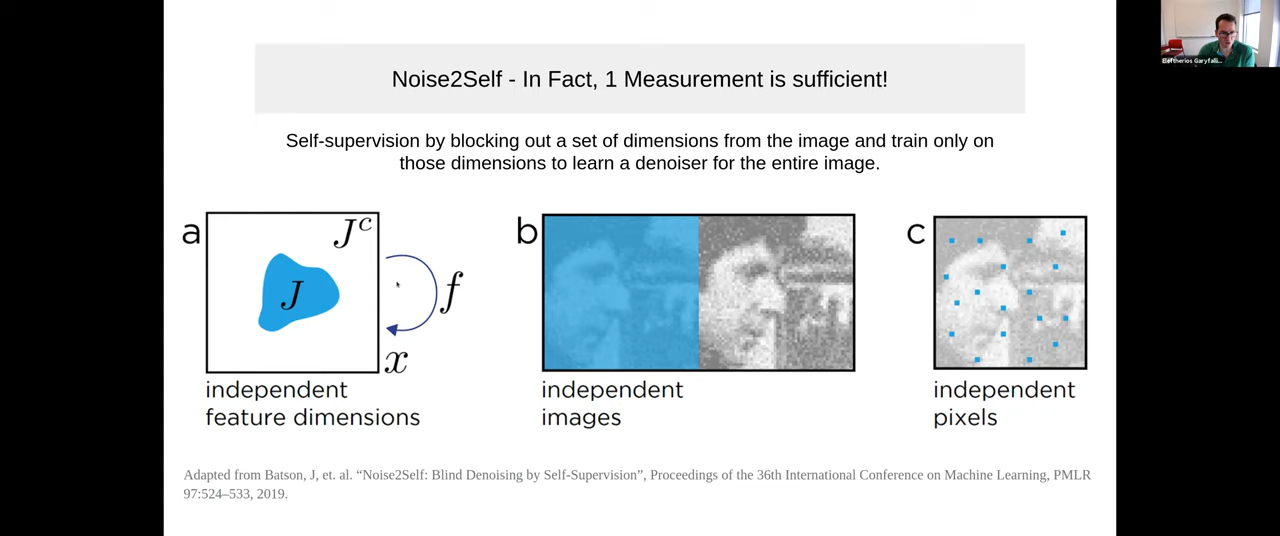 Noise2Self - In Fact, 1 Measurement is sufficient!
Eleftherios Garyfalli...
Self-supervision by blocking out a set of dimensions from the image and train only on
those dimensions to learn a denoiser for the entire image.
a
J^c
J
f
x
independent
feature dimensions
b
independent
images
c
independent
pixels
Adapted from Batson, J, et. al. “Noise2Self: Blind Denoising by Self-Supervision”, Proceedings of the 36th International Conference on Machine Learning, PMLR
97:524–533, 2019.